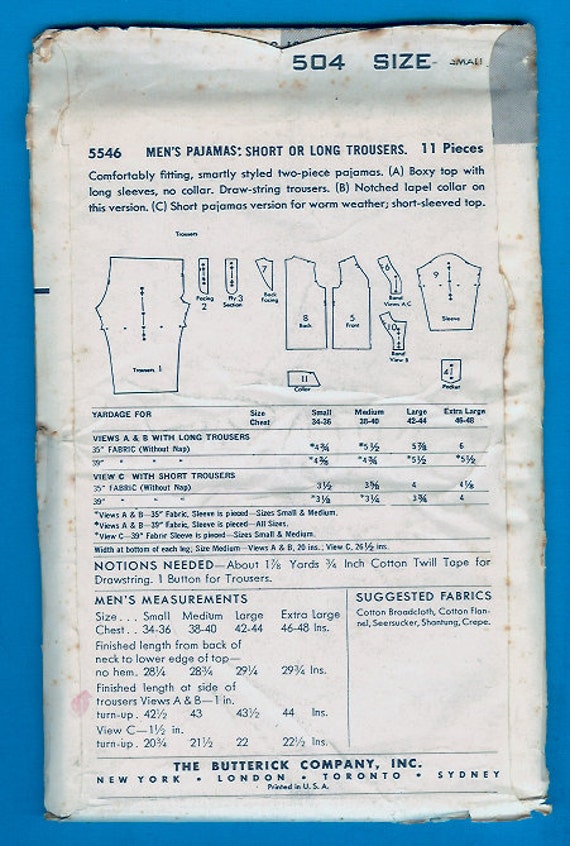 504 SIZE SMALL
5546 MEN'S PAJAMAS: SHORT OR LONG TROUSERS. 11 Pieces
Comfortably fitting, smartly styled two-piece pajamas. (A) Boxy top with
long sleeves, no collar. Draw-string trousers. (B) Notched lapel collar on
this version. (C) Short pajamas version for warm weather; short-sleeved top.
Trousers
Trousers 1
Facing 2
Fly Section 3
7 Back Facing
8 Back
5 Front
6 Band Views A-C
10 Band View B
9 Sleeve
11 Collar
4 Pocket
YARDAGE FOR Size Small Medium Large Extra Large
Chest 34-36 38-40 42-44 46-48
VIEWS A & B WITH LONG TROUSERS
35" FABRIC (Without Nap) *4¾ *5½ 5⅞ 6
39" " " " *4⅜ *4¾ *5½ *5½
VIEW C WITH SHORT TROUSERS
35" FABRIC (Without Nap) 3½ 3⅝ 4 4⅛
39" " " " *3⅛ *3¼ 3¾ 4
*Views A & B—35" Fabric, Sleeve is pieced—Sizes Small & Medium.
*Views A & B—39" Fabric, Sleeve is pieced—All Sizes.
*View C—39" Fabric Sleeve is pieced—Sizes Small & Medium.
Width at bottom of each leg; Size Medium - Views A & B, 20 ins.; View C, 26½ ins.
NOTIONS NEEDED—About 1⅞ Yards ¾ Inch Cotton Twill Tape for
Drawstring. 1 Button for Trousers.
MEN'S MEASUREMENTS
Size... Small Medium Large Extra Large
Chest.. 34-36 38-40 42-44 46-48 Ins.
Finished length from back of
neck to lower edge of top—
no hem. 28¼ 28¾ 29¼ 29¾ Ins.
Finished length at side of
trousers Views A & B—1 in.
turn-up. 42½ 43 43½ 44 Ins.
View C—1½ in.
turn-up. 20¾ 21½ 22 22½ Ins.
SUGGESTED FABRICS
Cotton Broadcloth, Cotton Flan-
nel, Seersucker, Shantung, Crepe.
THE BUTTERICK COMPANY, INC.
NEW YORK • LONDON • TORONTO • SYDNEY
Printed in U. S. A.